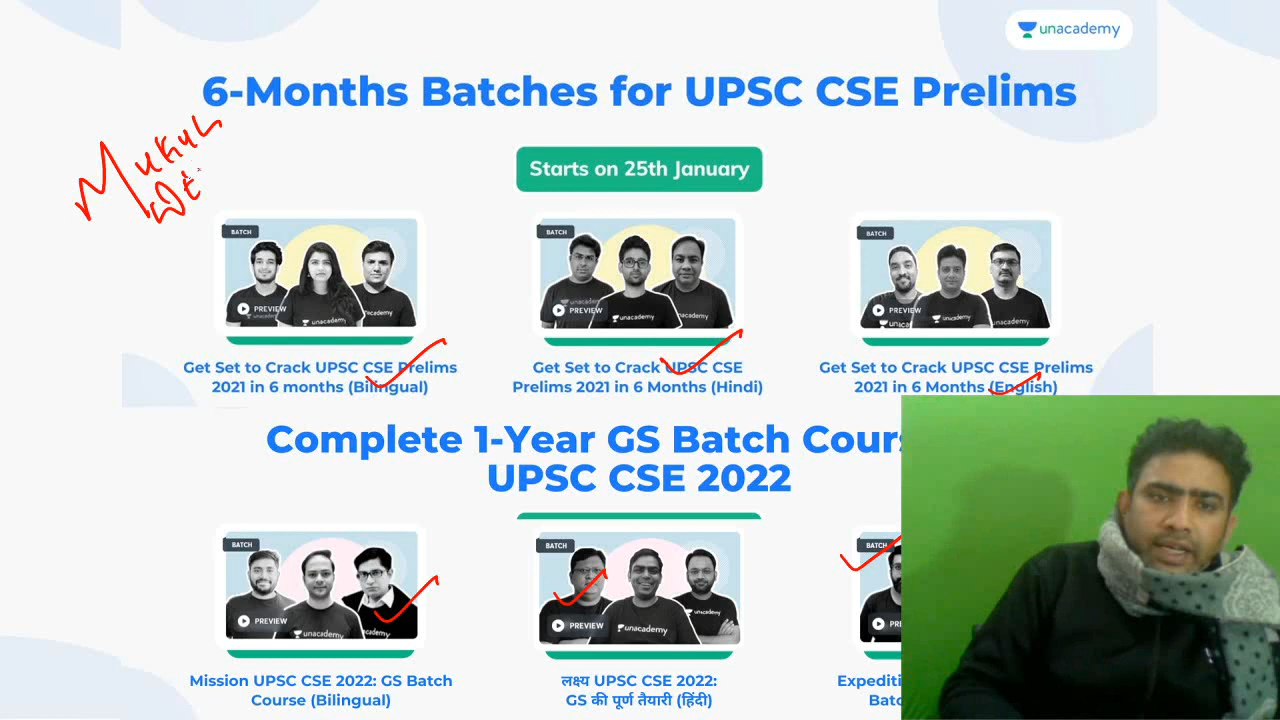 unacademy
6-Months Batches for UPSC CSE Prelims
Mukul
Starts on 25th January
BATCH
BATCH
BATCH
PREVIEW
PREVIEW
PREVIEW
unacademy
unacademy
unacademy
Get Set to Crack UPSC CSE Prelims
2021 in 6 months (Bilingual)
Get Set to Crack UPSC CSE
Prelims 2021 in 6 Months (Hindi)
Get Set to Crack UPSC CSE Prelims
2021 in 6 Months (English)
Complete 1-Year GS Batch
UPSC CSE 2022
BATCH
BATCH
BATCH
PREVIEW
PREVIEW
unacademy
unacademy
Mission UPSC CSE 2022: GS Batch
Course (Bilingual)
लक्ष्य UPSC CSE 2022:
GS की पूर्ण तैयारी (हिंदी)